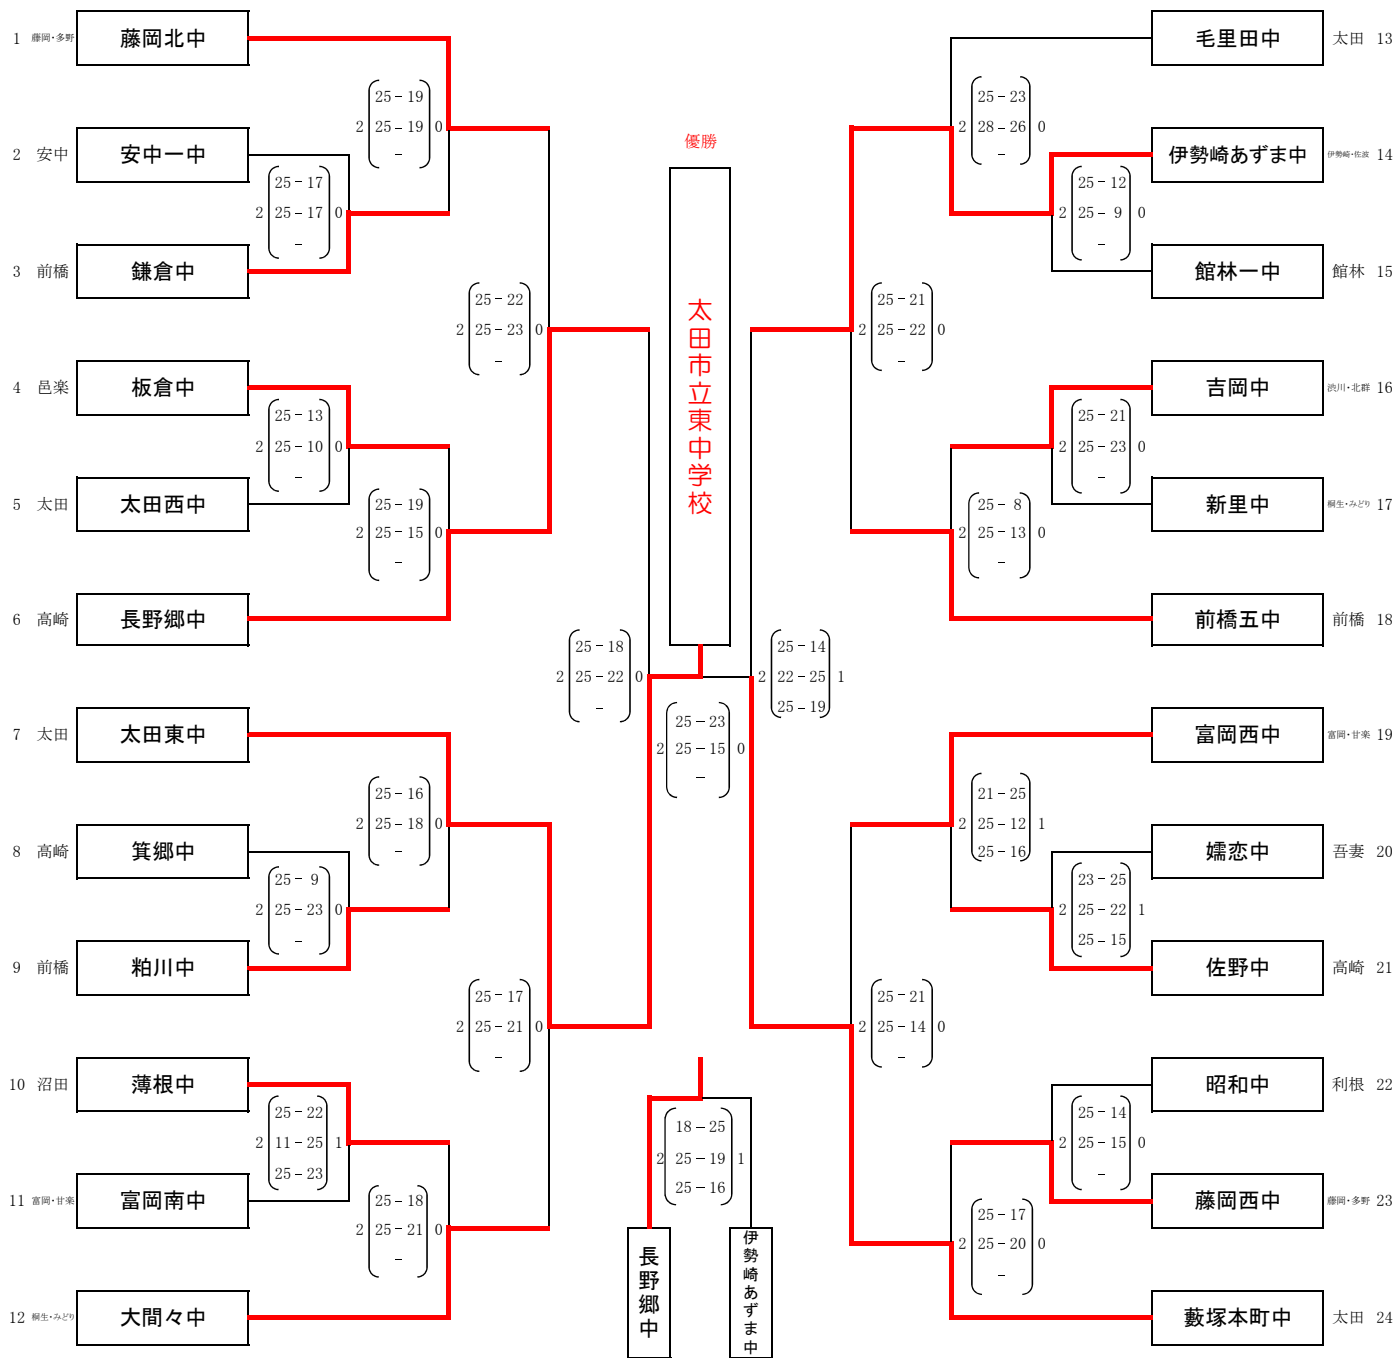 1 藤岡・多野 藤岡北中
25－19
2 25－19 0
－
2 安中 安中一中
25－17
2 25－17 0
－
3 前橋 鎌倉中
25－22
2 25－23 0
－
4 邑楽 板倉中
25－13
2 25－10 0
－
5 太田 太田西中
25－19
2 25－15 0
－
6 高崎 長野郷中
25－18
2 25－22 0
－
7 太田 太田東中
25－16
2 25－18 0
－
8 高崎 箕郷中
25－ 9
2 25－23 0
－
9 前橋 粕川中
25－17
2 25－21 0
－
10 沼田 薄根中
25－22
2 11－25 1
25－23
11 富岡・甘楽 富岡南中
25－18
2 25－21 0
－
12 桐生・みどり 大間々中
優勝
太田市立東中学校
25－23
2 25－15 0
－
18－25
2 25－19 1
25－16
長野郷中
伊勢崎あずま中
毛里田中 太田 13
25－23
2 28－26 0
－
伊勢崎あずま中 伊勢崎・佐波 14
25－12
2 25－ 9 0
－
館林一中 館林 15
25－21
2 25－22 0
－
吉岡中 渋川・北群 16
25－21
2 25－23 0
－
新里中 桐生・みどり 17
25－ 8
2 25－13 0
－
前橋五中 前橋 18
25－14
2 22－25 1
25－19
富岡西中 富岡・甘楽 19
21－25
2 25－12 1
25－16
嬬恋中 吾妻 20
23－25
2 25－22 1
25－15
佐野中 高崎 21
25－21
2 25－14 0
－
昭和中 利根 22
25－14
2 25－15 0
－
藤岡西中 藤岡・多野 23
25－17
2 25－20 0
－
藪塚本町中 太田 24